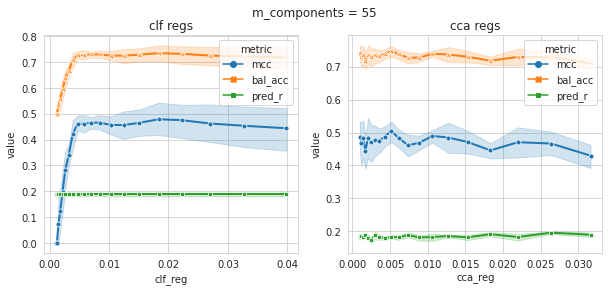 m_components = 55
clf regs
metric
mcc
bal_acc
pred_r
value
0.8
0.7
0.6
0.5
0.4
0.3
0.2
0.1
0.0
0.00 0.01 0.02 0.03 0.04
clf_reg
cca regs
metric
mcc
bal_acc
pred_r
value
0.7
0.6
0.5
0.4
0.3
0.2
0.000 0.005 0.010 0.015 0.020 0.025 0.030
cca_reg